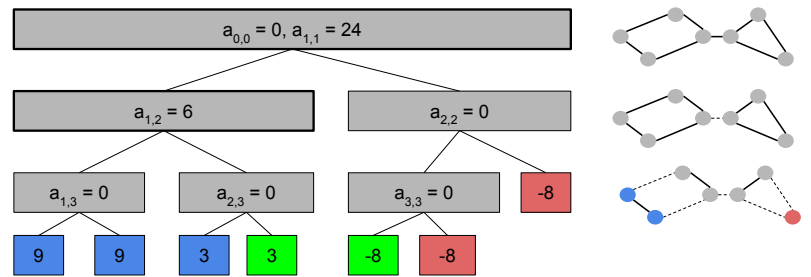 a0,0 = 0, a1,1 = 24
a1,2 = 6
a2,2 = 0
a1,3 = 0
a2,3 = 0
a3,3 = 0
-8
9
9
3
3
-8
-8